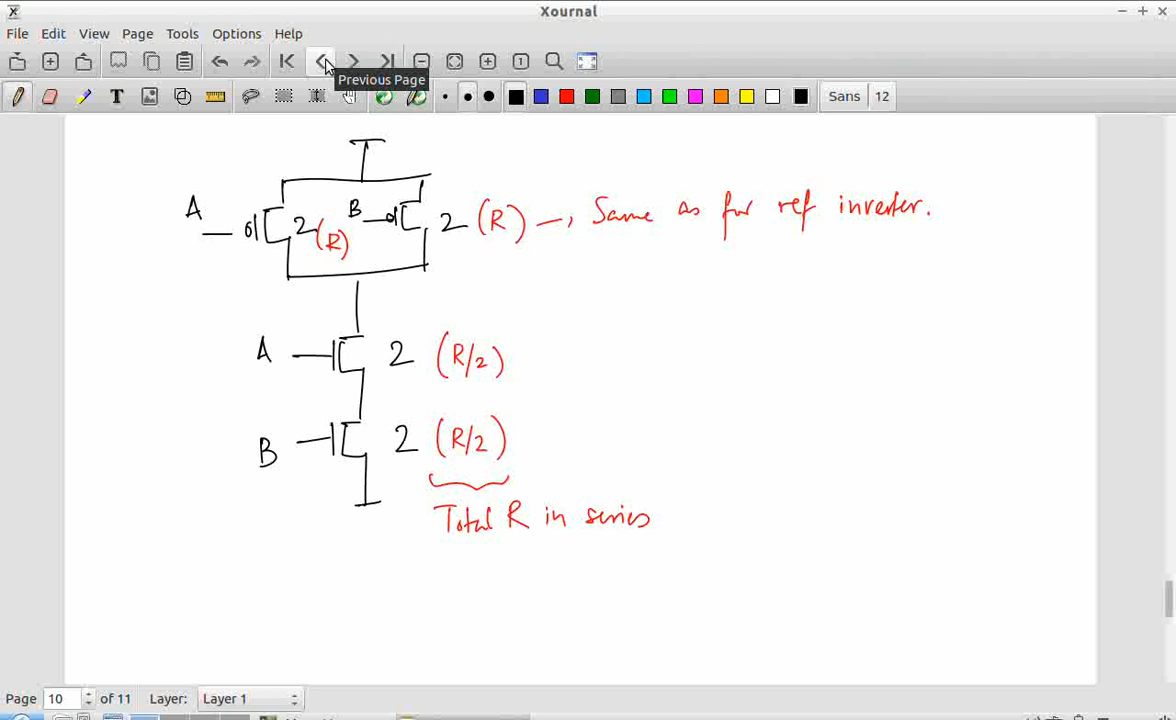 Xournal
File Edit View Page Tools Options Help
Previous Page
Sans 12
A
2 (R)
B
2 (R) → Same as for ref inverter.
A 2 (R/2)
B 2 (R/2)
Total R in series
Page 10 of 11 Layer: Layer 1